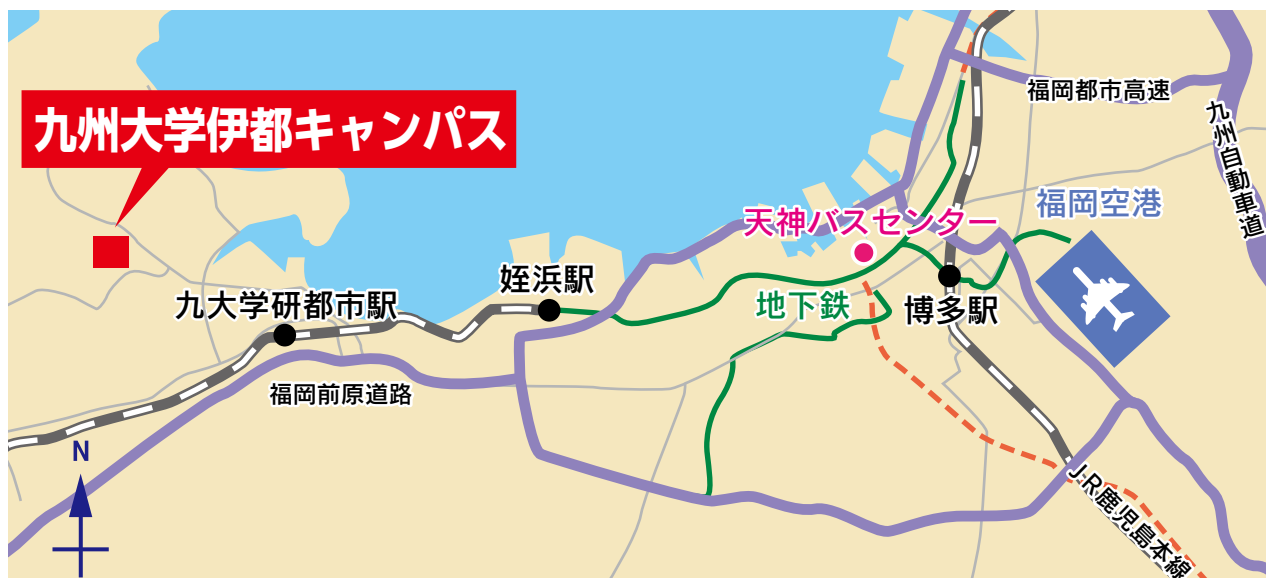 福岡都市高速
九州自動車道
九州大学伊都キャンパス
福岡空港
天神バスセンター
姪浜駅
九大学研都市駅
地下鉄
博多駅
福岡前原道路
N
JR鹿児島本線